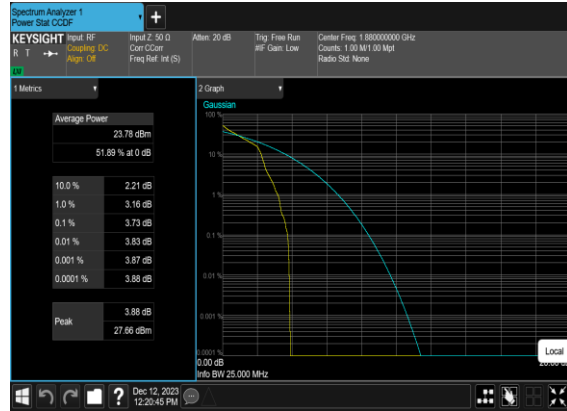 Spectrum Analyzer 1
Power Stat CCDF
KEYSIGHT
R T
Input: RF
Coupling: DC
Align: Off
Input Z: 50 Ω
Corr CCorr
Freq Ref: Int (S)
Atten: 20 dB
Trig: Free Run
#IF Gain: Low
Center Freq: 1.880000000 GHz
Counts: 1.00 M/1.00 Mpt
Radio Std: None
1 Metrics
Average Power
23.78 dBm
51.89 % at 0 dB
10.0 % 2.21 dB
1.0 % 3.16 dB
0.1 % 3.73 dB
0.01 % 3.83 dB
0.001 % 3.87 dB
0.0001 % 3.88 dB
Peak
3.88 dB
27.66 dBm
2 Graph
Gaussian
100 %
10 %
1 %
0.1 %
0.01 %
0.001 %
0.0001 %
0.00 dB
Info BW 25.000 MHz
Local
Dec 12, 2023
12:20:45 PM